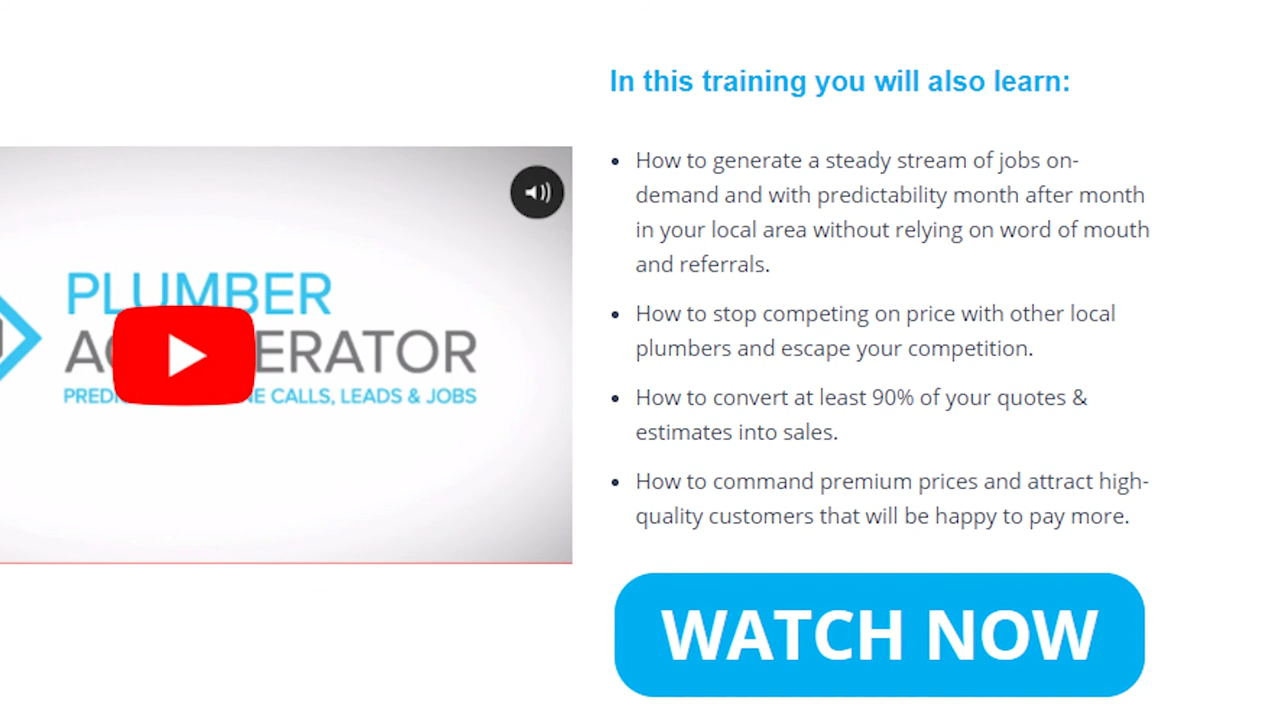 In this training you will also learn:
• How to generate a steady stream of jobs on-
demand and with predictability month after month
in your local area without relying on word of mouth
and referrals.
• How to stop competing on price with other local
plumbers and escape your competition.
• How to convert at least 90% of your quotes &
estimates into sales.
• How to command premium prices and attract high-
quality customers that will be happy to pay more.
PLUMBER
CALLS, LEADS & JOBS
WATCH NOW